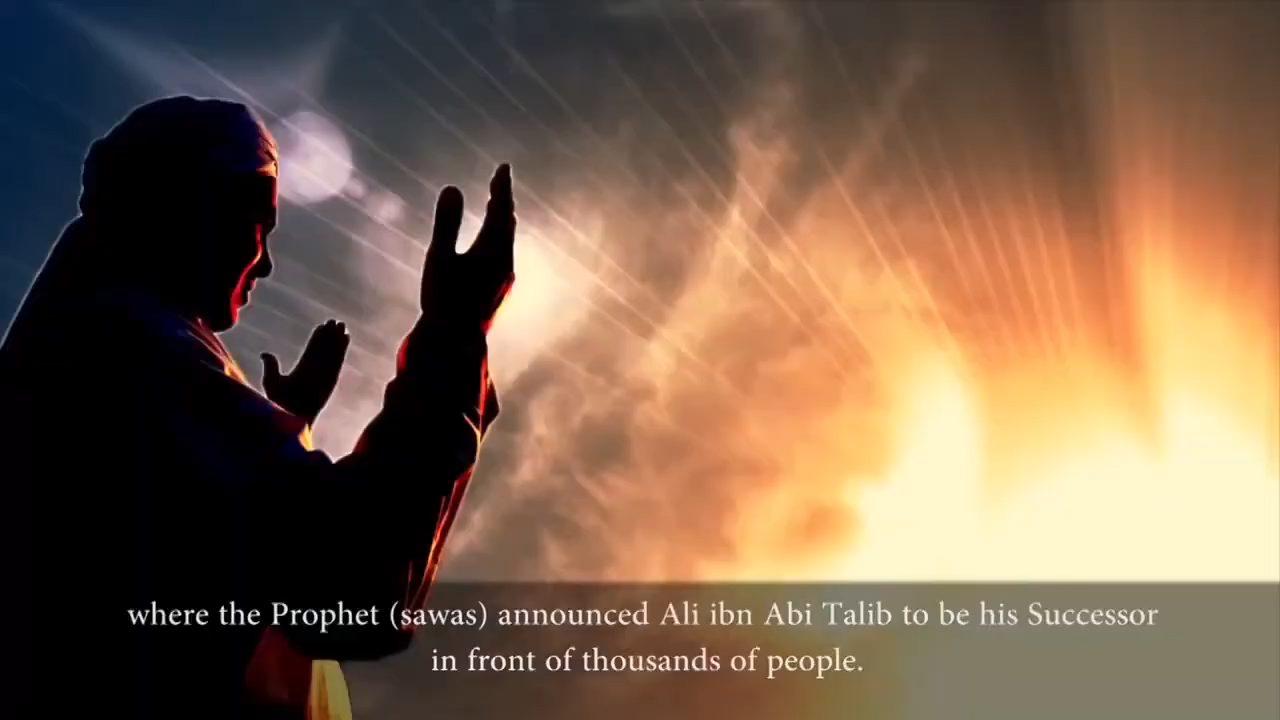 where the Prophet (sawas) announced Ali ibn Abi Talib to be his Successor
in front of thousands of people.